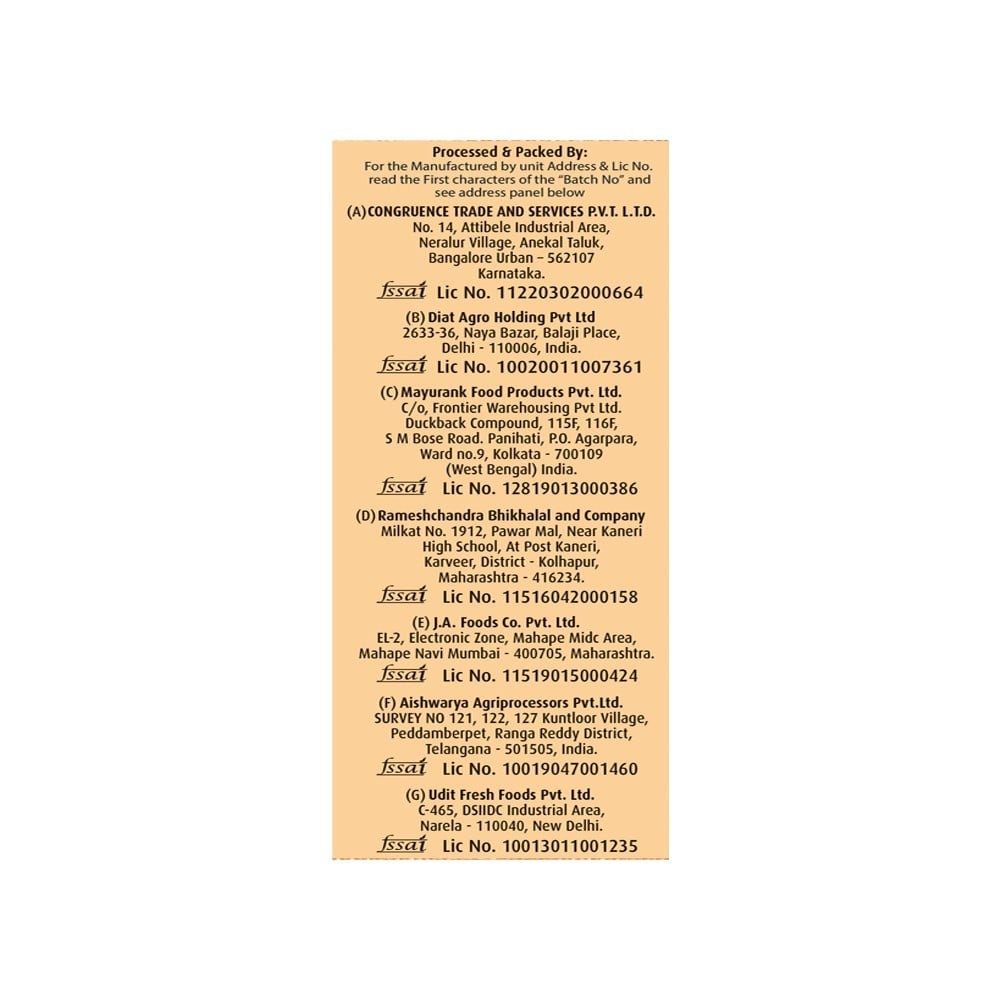 Processed & Packed By:
For the Manufactured by unit Address & Lic No.
read the First characters of the "Batch No" and
see address panel below
(A) CONGRUENCE TRADE AND SERVICES P.V.T. L.T.D.
No. 14, Attibele Industrial Area,
Neralur Village, Anekal Taluk,
Bangalore Urban – 562107
Karnataka.
fssai Lic No. 11220302000664
(B) Diat Agro Holding Pvt Ltd
2633-36, Naya Bazar, Balaji Place,
Delhi - 110006, India.
fssai Lic No. 10020011007361
(C) Mayurank Food Products Pvt. Ltd.
C/o, Frontier Warehousing Pvt Ltd.
Duckback Compound, 115F, 116F,
S M Bose Road. Panihati, P.O. Agarpara,
Ward no.9, Kolkata - 700109
(West Bengal) India.
fssai Lic No. 12819013000386
(D) Rameshchandra Bhikhalal and Company
Milkat No. 1912, Pawar Mal, Near Kaneri
High School, At Post Kaneri,
Karveer, District - Kolhapur,
Maharashtra - 416234.
fssai Lic No. 11516042000158
(E) J.A. Foods Co. Pvt. Ltd.
EL-2, Electronic Zone, Mahape Midc Area,
Mahape Navi Mumbai - 400705, Maharashtra.
fssai Lic No. 11519015000424
(F) Aishwarya Agriprocessors Pvt.Ltd.
SURVEY NO 121, 122, 127 Kuntloor Village,
Peddamberpet, Ranga Reddy District,
Telangana - 501505, India.
fssai Lic No. 10019047001460
(G) Udit Fresh Foods Pvt. Ltd.
C-465, DSIIDC Industrial Area,
Narela - 110040, New Delhi.
fssai Lic No. 10013011001235